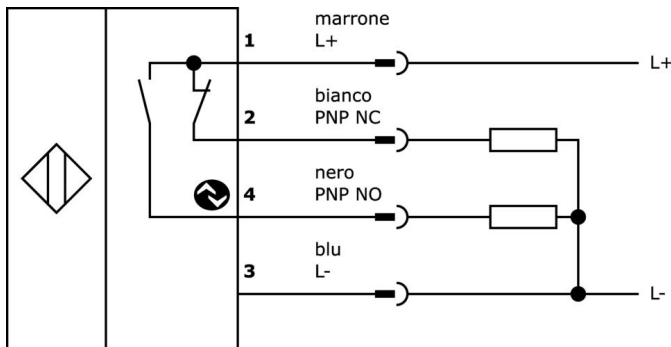 marrone
1 L+ L+
bianco
2 PNP NC
nero
4 PNP NO
blu
3 L- L-